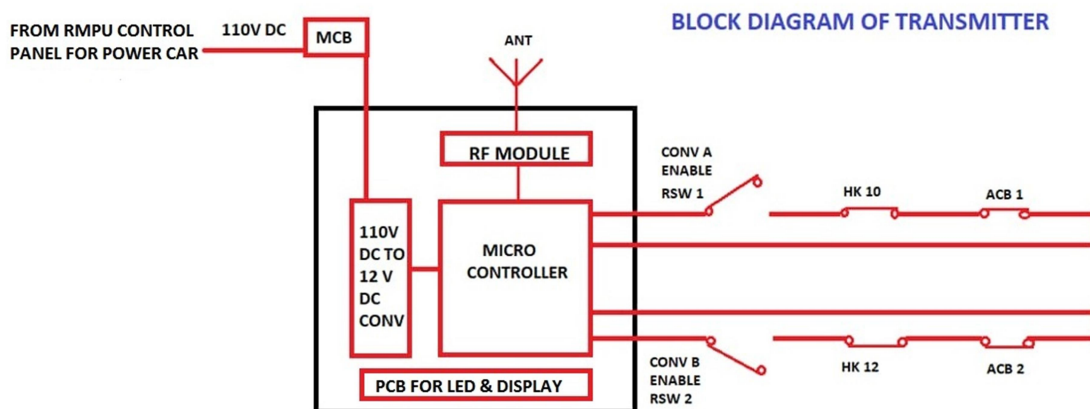 BLOCK DIAGRAM OF TRANSMITTER
FROM RMPU CONTROL
PANEL FOR POWER CAR
110V DC
MCB
ANT
RF MODULE
CONV A
ENABLE
RSW 1
HK 10
ACB 1
110V
DC TO
12 V
DC
CONV
MICRO
CONTROLLER
CONV B
ENABLE
RSW 2
HK 12
ACB 2
PCB FOR LED & DISPLAY